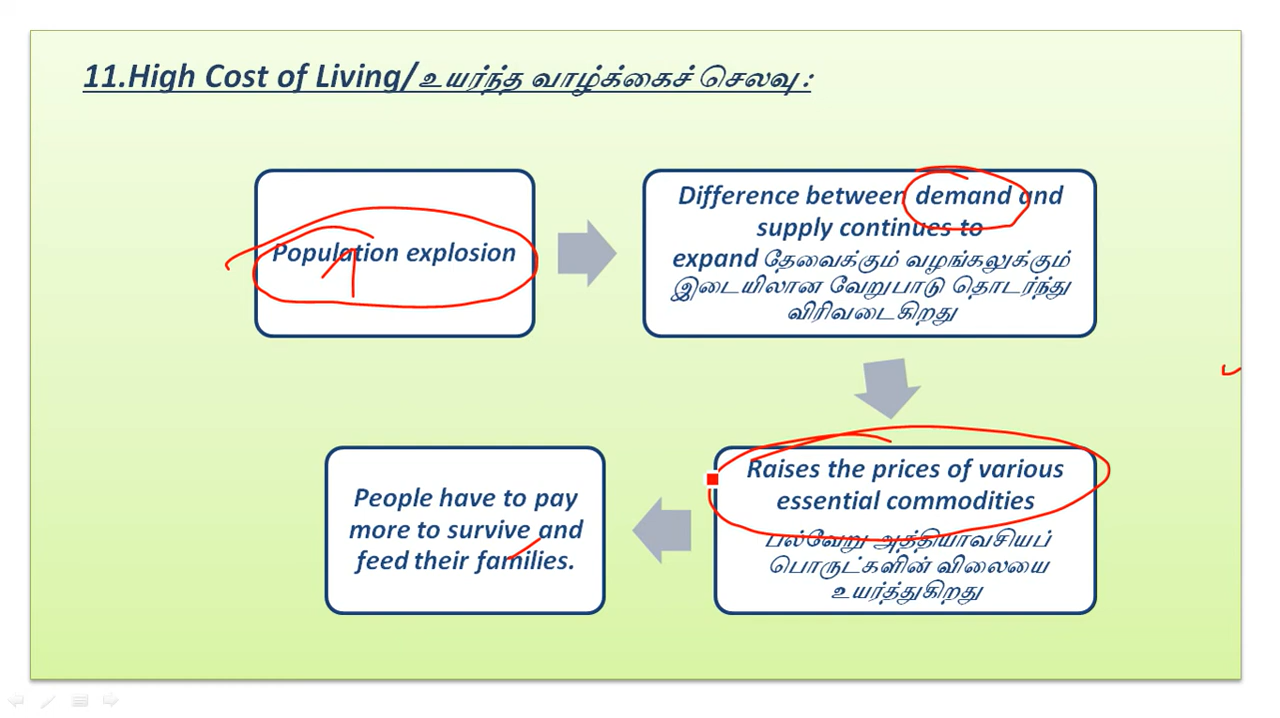 11.High Cost of Living/உயர்ந்த வாழ்க்கைச் செலவு :
Population explosion
Difference between demand and
supply continues to
expand தேவைக்கும் வழங்கலுக்கும்
இடையிலான வேறுபாடு தொடர்ந்து
விரிவடைகிறது
Raises the prices of various
essential commodities
பல்வேறு அத்தியாவசியப்
பொருட்களின் விலையை
உயர்த்துகிறது
People have to pay
more to survive and
feed their families.